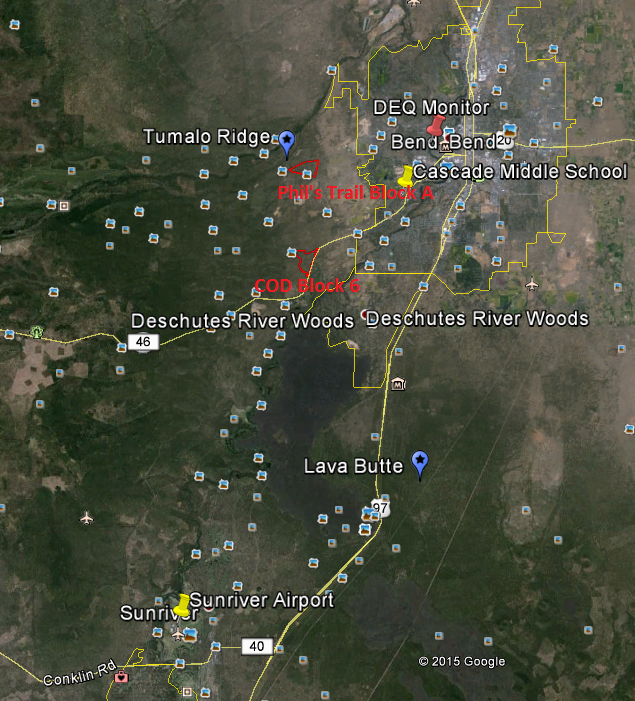 DEQ Monitor
Tumalo Ridge
Bend
Bend
20
Cascade Middle School
Phil's Trail Block A
COD Block 6
Deschutes River Woods
Deschutes River Woods
46
Lava Butte
97
Sunriver
Sunriver Airport
40
© 2015 Google
Conklin Rd